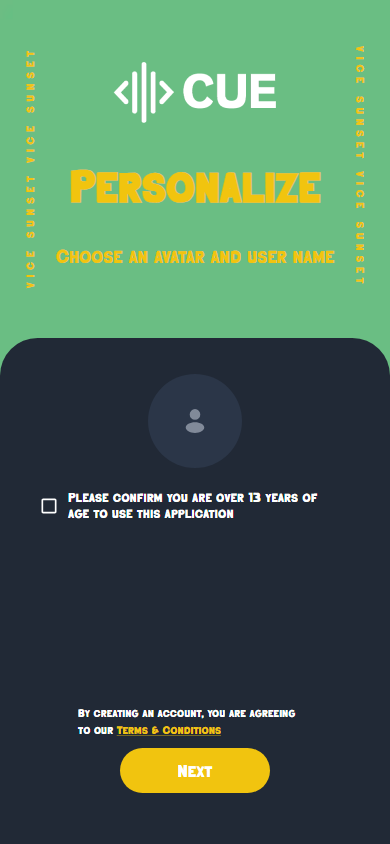 CUE
VICE SUNSET VICE SUNSET
VICE SUNSET VICE SUNSET
Personalize
Choose an avatar and user name
Please confirm you are over 13 years of
age to use this application
By creating an account, you are agreeing
to our Terms & Conditions
Next